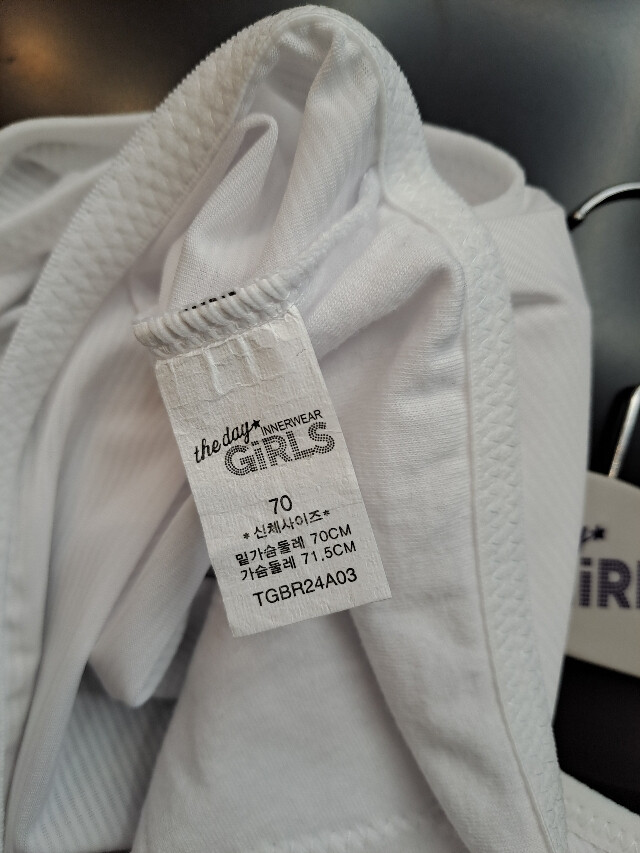 the day★ INNERWEAR
GiRLS
70
*신체사이즈*
밑가슴둘레 70CM
가슴둘레 71.5CM
TGBR24A03